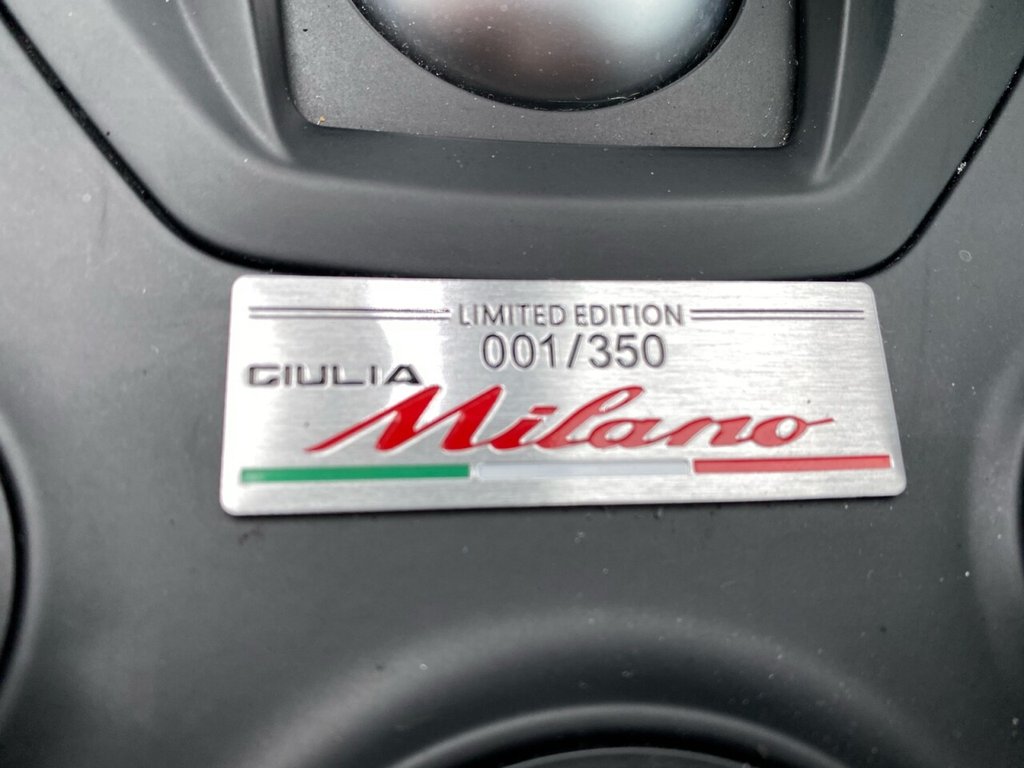 LIMITED EDITION
001/350
GIULIA
Milano